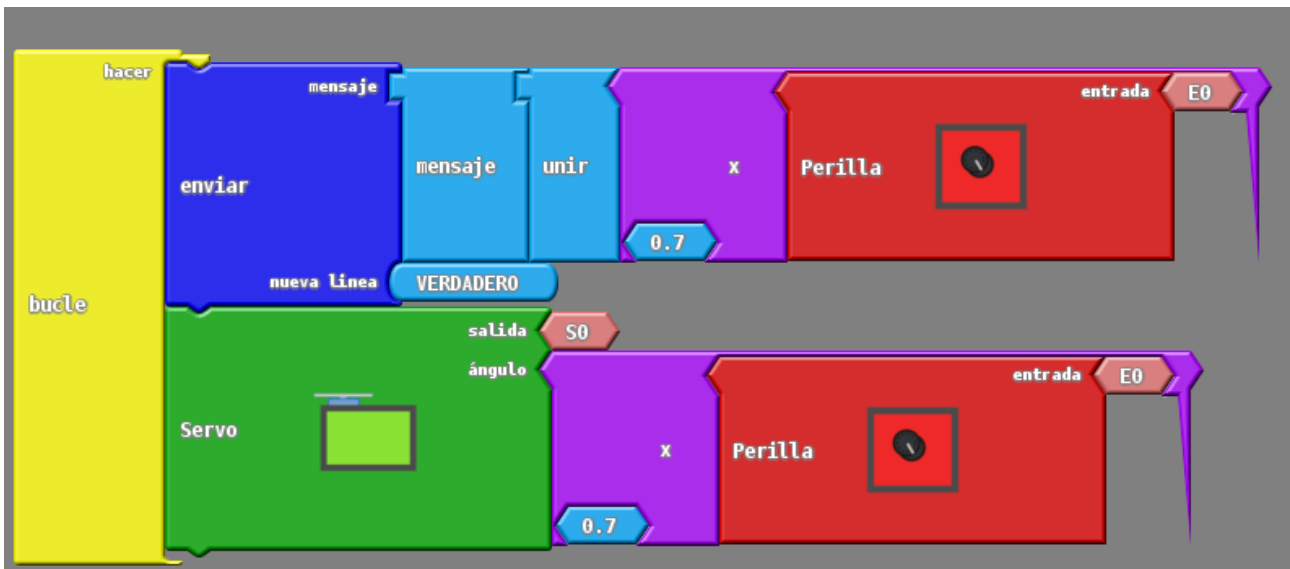 hacer
mensaje
entrada E0
enviar
mensaje
unir
x
Perilla
0.7
nueva linea
VERDADERO
bucle
salida S0
ángulo
entrada E0
Servo
x
Perilla
0.7